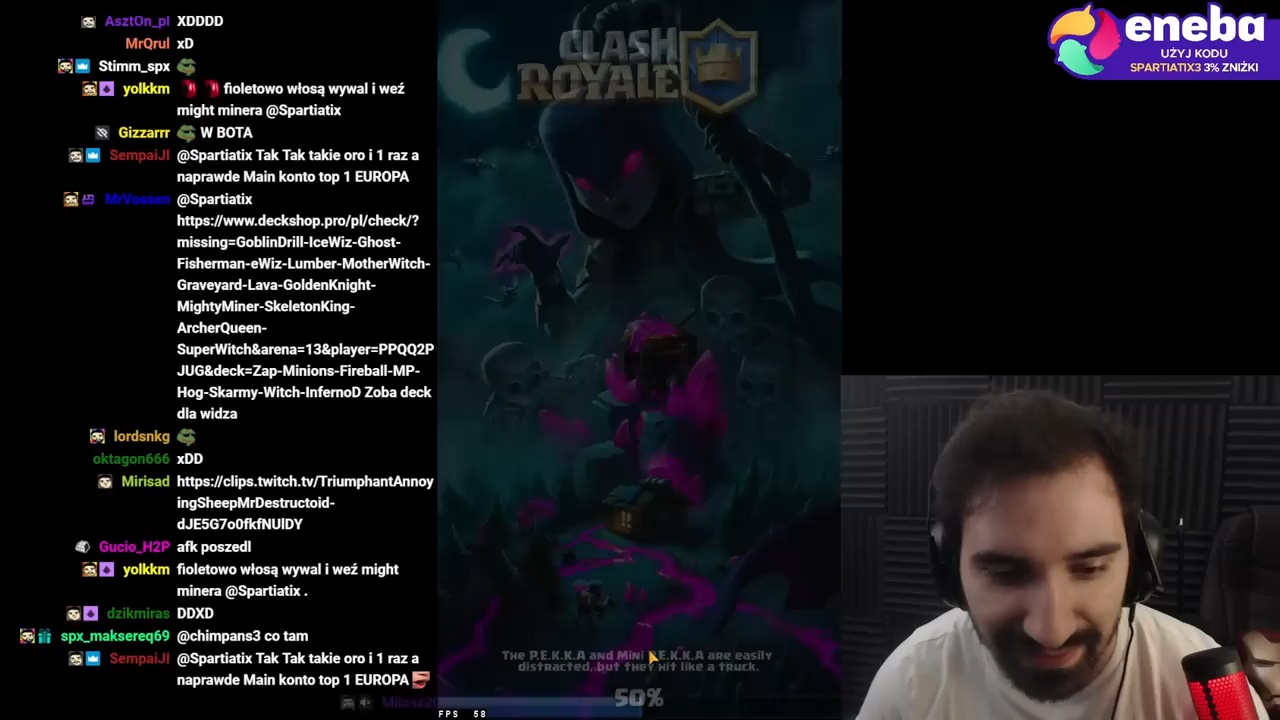 AsztOn_pl XDDDD
MrQrul xD
Stimm_spx
yolkkm fioletowo włosą wywal i weź
might minera @Spartiatix
Gizzarrr W BOTA
SempaiJI @Spartiatix Tak Tak takie oro i 1 raz a
naprawde Main konto top 1 EUROPA
MrVossen @Spartiatix
https://www.deckshop.pro/pl/check/?
missing=GoblinDrill-IceWiz-Ghost-
Fisherman-eWiz-Lumber-MotherWitch-
Graveyard-Lava-GoldenKnight-
MightyMiner-SkeletonKing-
ArcherQueen-
SuperWitch&arena=13&player=PPQQ2P
JUG&deck=Zap-Minions-Fireball-MP-
Hog-Skarmy-Witch-InfernoD Zoba deck
dla widza
lordsnkg
oktagon666 xDD
Mirisad https://clips.twitch.tv/TriumphantAnnoy
ingSheepMrDestructoid-
dJE5G7o0fkfNUlDY
Gucio_H2P afk poszedl
yolkkm fioletowo włosą wywal i weź might
minera @Spartiatix .
dzikmiras DDXD
spx_maksereq69 @chimpans3 co tam
SempaiJI @Spartiatix Tak Tak takie oro i 1 raz a
naprawde Main konto top 1 EUROPA
CLASH
ROYALE
The P.E.K.K.A and Mini P.E.K.K.A are easily
distracted, but they hit like a truck.
50%
FPS 58
eneba
UŻYJ KODU
SPARTIATIX3 3% ZNIŻKI